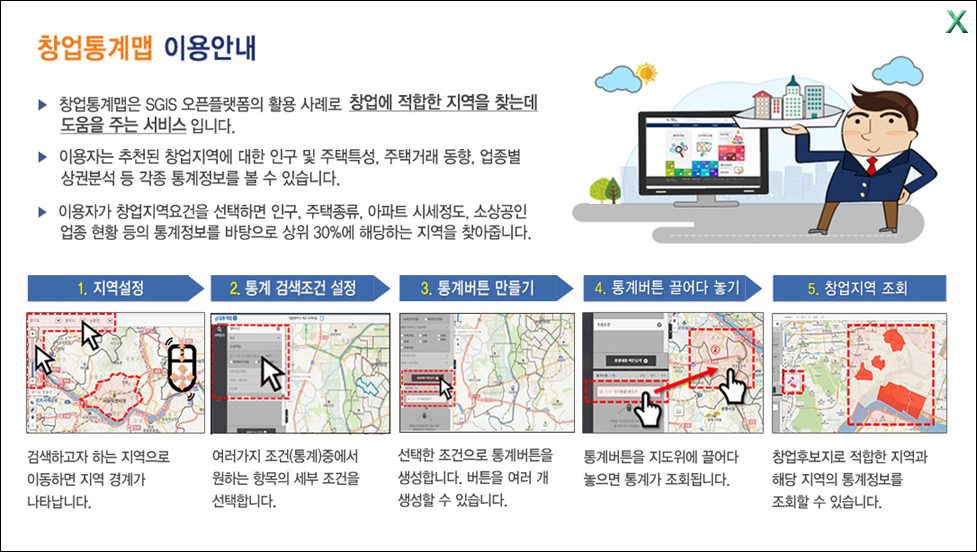 X
창업통계맵 이용안내
▶ 창업통계맵은 SGIS 오픈플랫폼의 활용 사례로 창업에 적합한 지역을 찾는데
도움을 주는 서비스 입니다.
▶ 이용자는 추천된 창업지역에 대한 인구 및 주택특성, 주택거래 동향, 업종별
상권분석 등 각종 통계정보를 볼 수 있습니다.
▶ 이용자가 창업지역요건을 선택하면 인구, 주택종류, 아파트 시세정도, 소상공인
업종 현황 등의 통계정보를 바탕으로 상위 30%에 해당하는 지역을 찾아줍니다.
1. 지역설정
2. 통계 검색조건 설정
3. 통계버튼 만들기
4. 통계버튼 끌어다 놓기
5. 창업지역 조회
검색하고자 하는 지역으로
이동하면 지역 경계가
나타납니다.
여러가지 조건(통계)중에서
원하는 항목의 세부 조건을
선택합니다.
선택한 조건으로 통계버튼을
생성합니다. 버튼을 여러 개
생성할 수 있습니다.
통계버튼을 지도위에 끌어다
놓으면 통계가 조회됩니다.
창업후보지로 적합한 지역과
해당 지역의 통계정보를
조회할 수 있습니다.